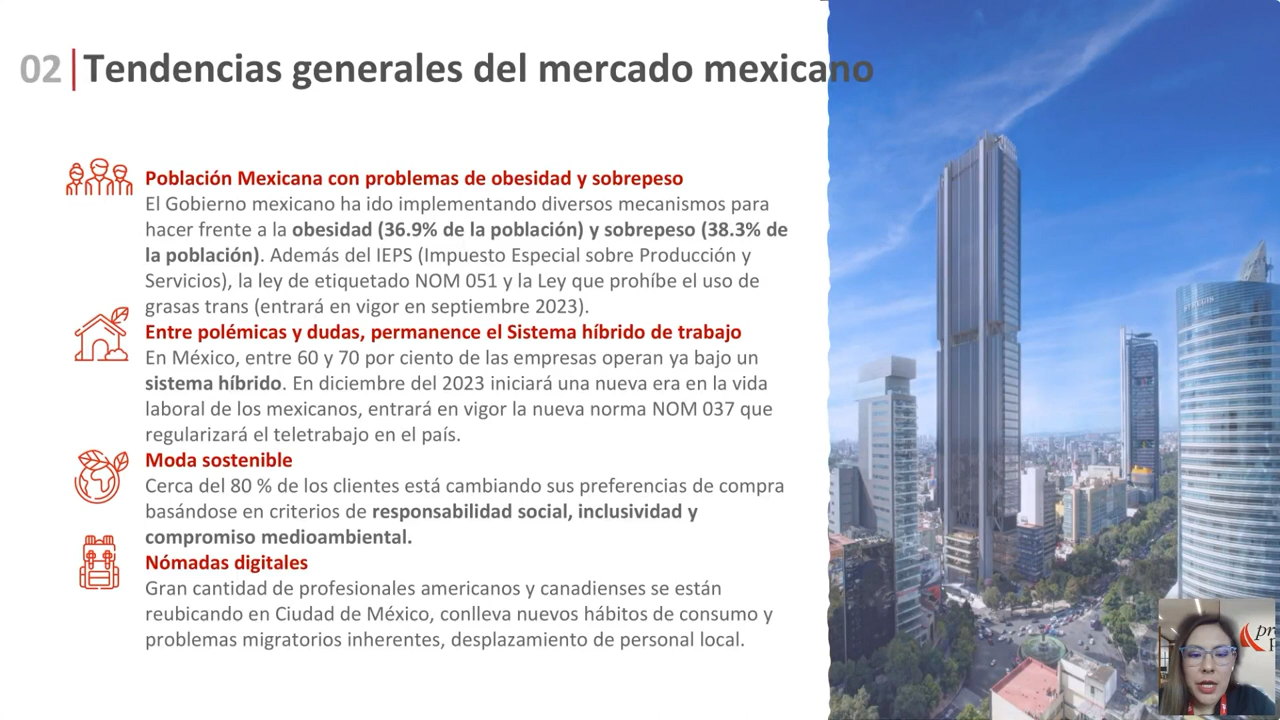 02 Tendencias generales del mercado mexicano
Población Mexicana con problemas de obesidad y sobrepeso
El Gobierno mexicano ha ido implementando diversos mecanismos para
hacer frente a la obesidad (36.9% de la población) y sobrepeso (38.3% de
la población). Además del IEPS (Impuesto Especial sobre Producción y
Servicios), la ley de etiquetado NOM 051 y la Ley que prohíbe el uso de
grasas trans (entrará en vigor en septiembre 2023).
Entre polémicas y dudas, permanence el Sistema híbrido de trabajo
En México, entre 60 y 70 por ciento de las empresas operan ya bajo un
sistema híbrido. En diciembre del 2023 iniciará una nueva era en la vida
laboral de los mexicanos, entrará en vigor la nueva norma NOM 037 que
regularizará el teletrabajo en el país.
Moda sostenible
Cerca del 80 % de los clientes está cambiando sus preferencias de compra
basándose en criterios de responsabilidad social, inclusividad y
compromiso medioambiental.
Nómadas digitales
Gran cantidad de profesionales americanos y canadienses se están
reubicando en Ciudad de México, conlleva nuevos hábitos de consumo y
problemas migratorios inherentes, desplazamiento de personal local.
ST REGIS